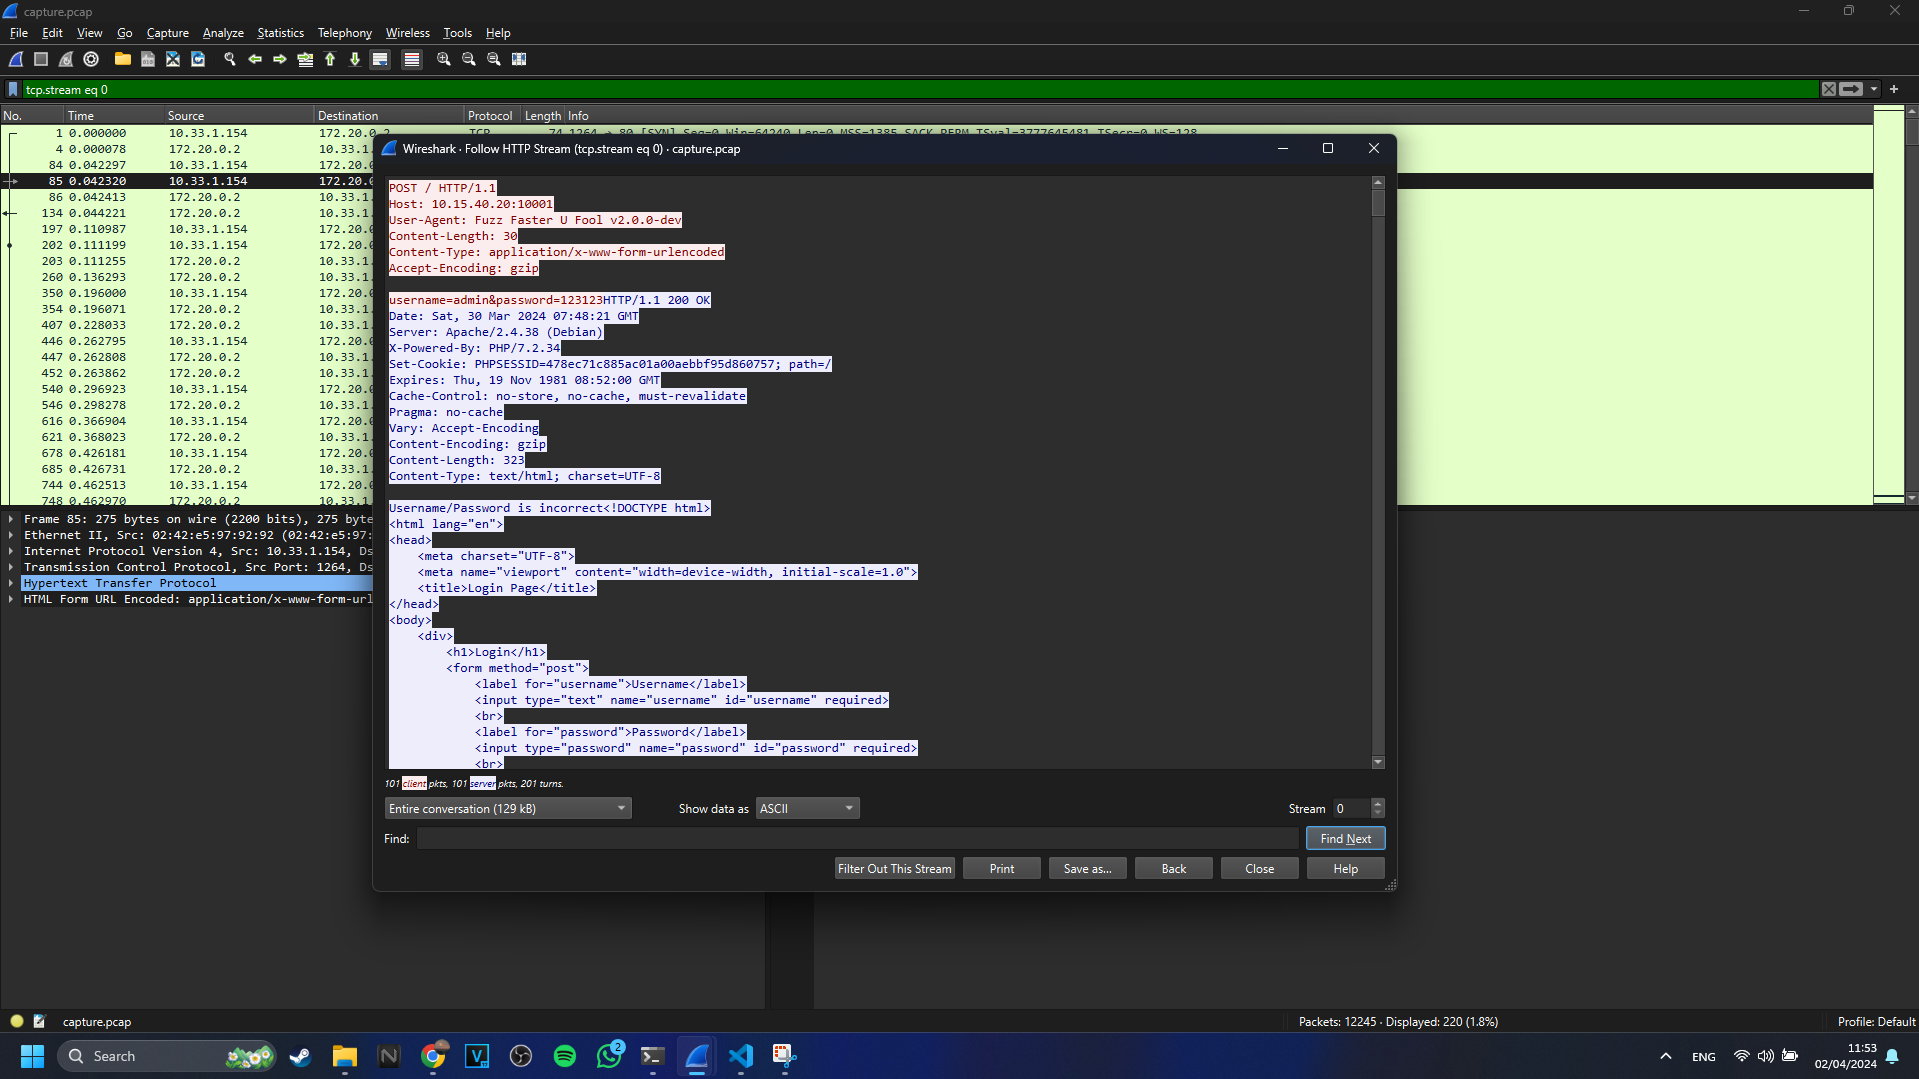 capture.pcap
File Edit View Go Capture Analyze Statistics Telephony Wireless Tools Help
tcp.stream eq 0
No. Time Source Destination Protocol Length Info
1 0.000000 10.33.1.154 172.20.0.2 TCP 74 1264 → 80 [SYN] Seq=0 Win=64240 Len=0 MSS=1385 SACK_PERM TSval=3777645481 TSecr=0 WS=128
4 0.000078 172.20.0.2 10.33.1
84 0.042297 10.33.1.154 172.20.0
85 0.042320 10.33.1.154 172.20.0
86 0.042413 172.20.0.2 10.33.1
134 0.044221 172.20.0.2 10.33.1
197 0.110987 10.33.1.154 172.20.0
202 0.111199 10.33.1.154 172.20.0
203 0.111255 172.20.0.2 10.33.1
260 0.136293 172.20.0.2 10.33.1
350 0.196000 10.33.1.154 172.20.0
354 0.196071 172.20.0.2 10.33.1
407 0.228033 172.20.0.2 10.33.1
446 0.262795 10.33.1.154 172.20.0
447 0.262808 172.20.0.2 10.33.1
452 0.263862 172.20.0.2 10.33.1
540 0.296923 10.33.1.154 172.20.0
546 0.298278 172.20.0.2 10.33.1
616 0.366904 10.33.1.154 172.20.0
621 0.368023 172.20.0.2 10.33.1
678 0.426181 10.33.1.154 172.20.0
685 0.426731 172.20.0.2 10.33.1
744 0.462513 10.33.1.154 172.20.0
748 0.462970 172.20.0.2 10.33.1
Frame 85: 275 bytes on wire (2200 bits), 275 byte
Ethernet II, Src: 02:42:e5:97:92:92 (02:42:e5:97:
Internet Protocol Version 4, Src: 10.33.1.154, Ds
Transmission Control Protocol, Src Port: 1264, Ds
Hypertext Transfer Protocol
HTML Form URL Encoded: application/x-www-form-url
Wireshark · Follow HTTP Stream (tcp.stream eq 0) · capture.pcap
POST / HTTP/1.1
Host: 10.15.40.20:10001
User-Agent: Fuzz Faster U Fool v2.0.0-dev
Content-Length: 30
Content-Type: application/x-www-form-urlencoded
Accept-Encoding: gzip
username=admin&password=123123HTTP/1.1 200 OK
Date: Sat, 30 Mar 2024 07:48:21 GMT
Server: Apache/2.4.38 (Debian)
X-Powered-By: PHP/7.2.34
Set-Cookie: PHPSESSID=478ec71c885ac01a00aebbf95d860757; path=/
Expires: Thu, 19 Nov 1981 08:52:00 GMT
Cache-Control: no-store, no-cache, must-revalidate
Pragma: no-cache
Vary: Accept-Encoding
Content-Encoding: gzip
Content-Length: 323
Content-Type: text/html; charset=UTF-8
Username/Password is incorrect<!DOCTYPE html>
<html lang="en">
<head>
<meta charset="UTF-8">
<meta name="viewport" content="width=device-width, initial-scale=1.0">
<title>Login Page</title>
</head>
<body>
<div>
<h1>Login</h1>
<form method="post">
<label for="username">Username</label>
<input type="text" name="username" id="username" required>
<br>
<label for="password">Password</label>
<input type="password" name="password" id="password" required>
<br>
101 client pkts, 101 server pkts, 201 turns.
Entire conversation (129 kB) Show data as ASCII Stream 0
Find: Find Next
Filter Out This Stream Print Save as... Back Close Help
capture.pcap Packets: 12245 · Displayed: 220 (1.8%) Profile: Default
Search 2 ENG 11:53
02/04/2024